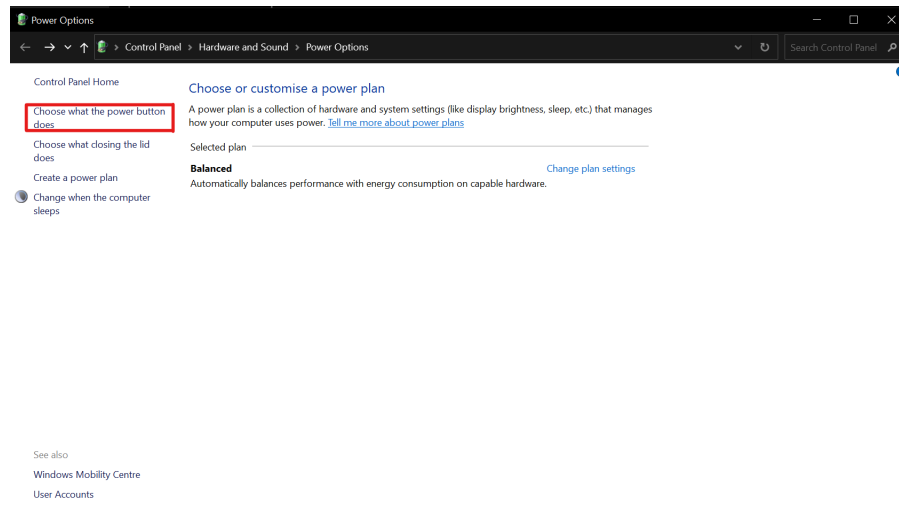 Power Options
Control Panel > Hardware and Sound > Power Options
Search Control Panel
Control Panel Home
Choose what the power button
does
Choose what closing the lid
does
Create a power plan
Change when the computer
sleeps
Choose or customise a power plan
A power plan is a collection of hardware and system settings (like display brightness, sleep, etc.) that manages
how your computer uses power. Tell me more about power plans
Selected plan
Balanced
Change plan settings
Automatically balances performance with energy consumption on capable hardware.
See also
Windows Mobility Centre
User Accounts